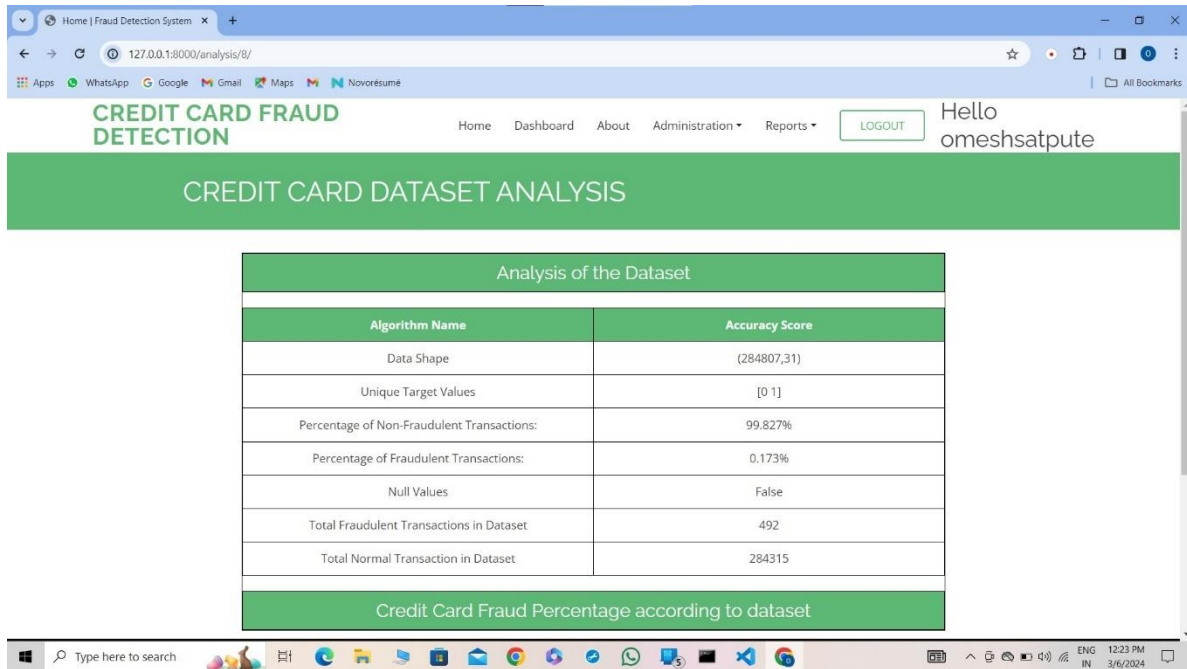 Home | Fraud Detection System
127.0.0.1:8000/analysis/8/
Apps WhatsApp Google Gmail Maps Novorésumé All Bookmarks
CREDIT CARD FRAUD
DETECTION
Home Dashboard About Administration Reports LOGOUT
Hello
omeshsatpute
CREDIT CARD DATASET ANALYSIS
Analysis of the Dataset
Algorithm Name Accuracy Score
Data Shape (284807,31)
Unique Target Values [0 1]
Percentage of Non-Fraudulent Transactions: 99.827%
Percentage of Fraudulent Transactions: 0.173%
Null Values False
Total Fraudulent Transactions in Dataset 492
Total Normal Transaction in Dataset 284315
Credit Card Fraud Percentage according to dataset
Type here to search
ENG 12:23 PM
IN 3/6/2024